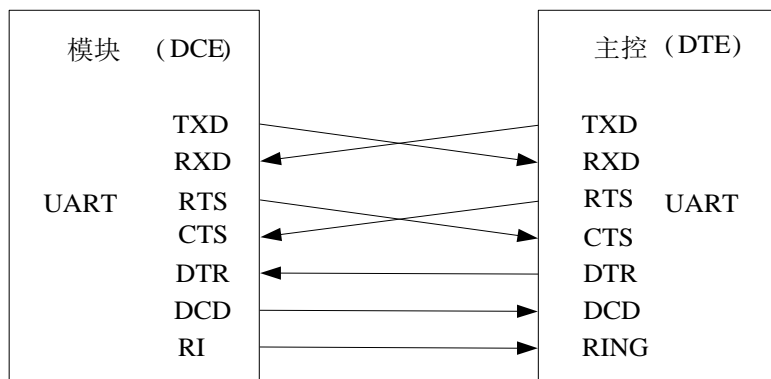 模块 (DCE)
主控 (DTE)
TXD
TXD
RXD
RXD
UART
RTS
RTS
UART
CTS
CTS
DTR
DTR
DCD
DCD
RI
RING